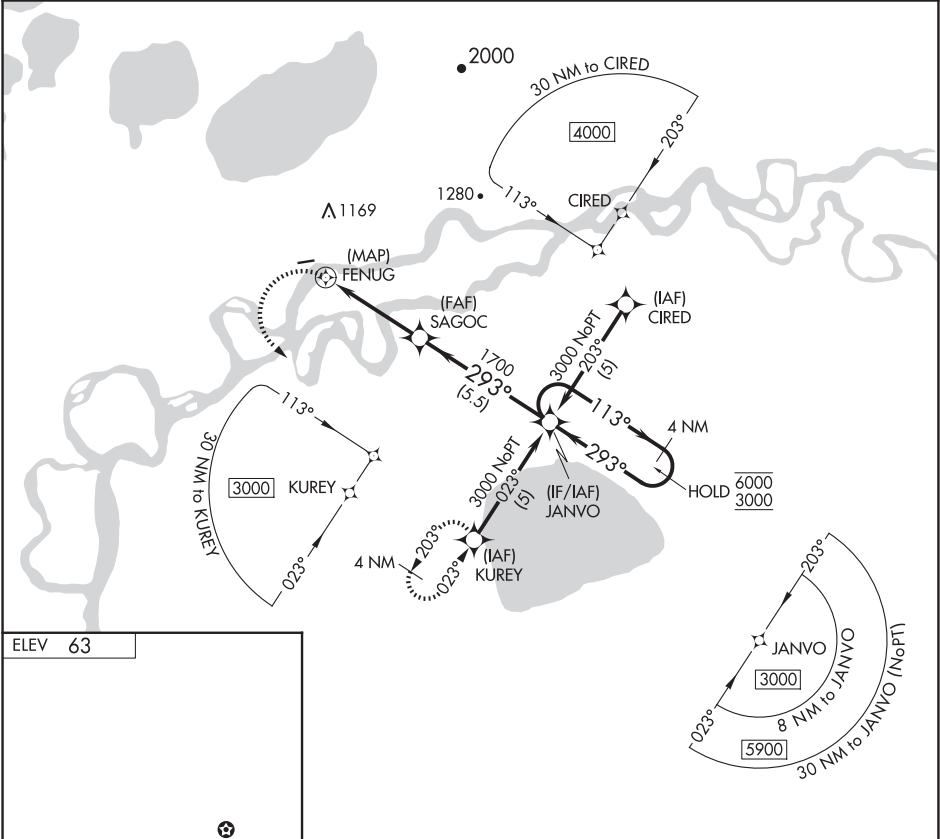 2000
30 NM to CIRED
4000
203°
113°
CIRED
1280
1169
(MAP)
FENUG
(FAF)
SAGOC
(IAF)
CIRED
3000 NoPT
203°
(5)
1700
293°
(5.5)
113°
4 NM
293°
HOLD 6000
3000
(IF/IAF)
JANVO
3000 NoPT
023°
(5)
(IAF)
KUREY
203°
023°
4 NM
113°
30 NM to KUREY
3000
KUREY
023°
203°
JANVO
3000
8 NM to JANVO
023°
5900
30 NM to JANVO (NoPT)
ELEV 63